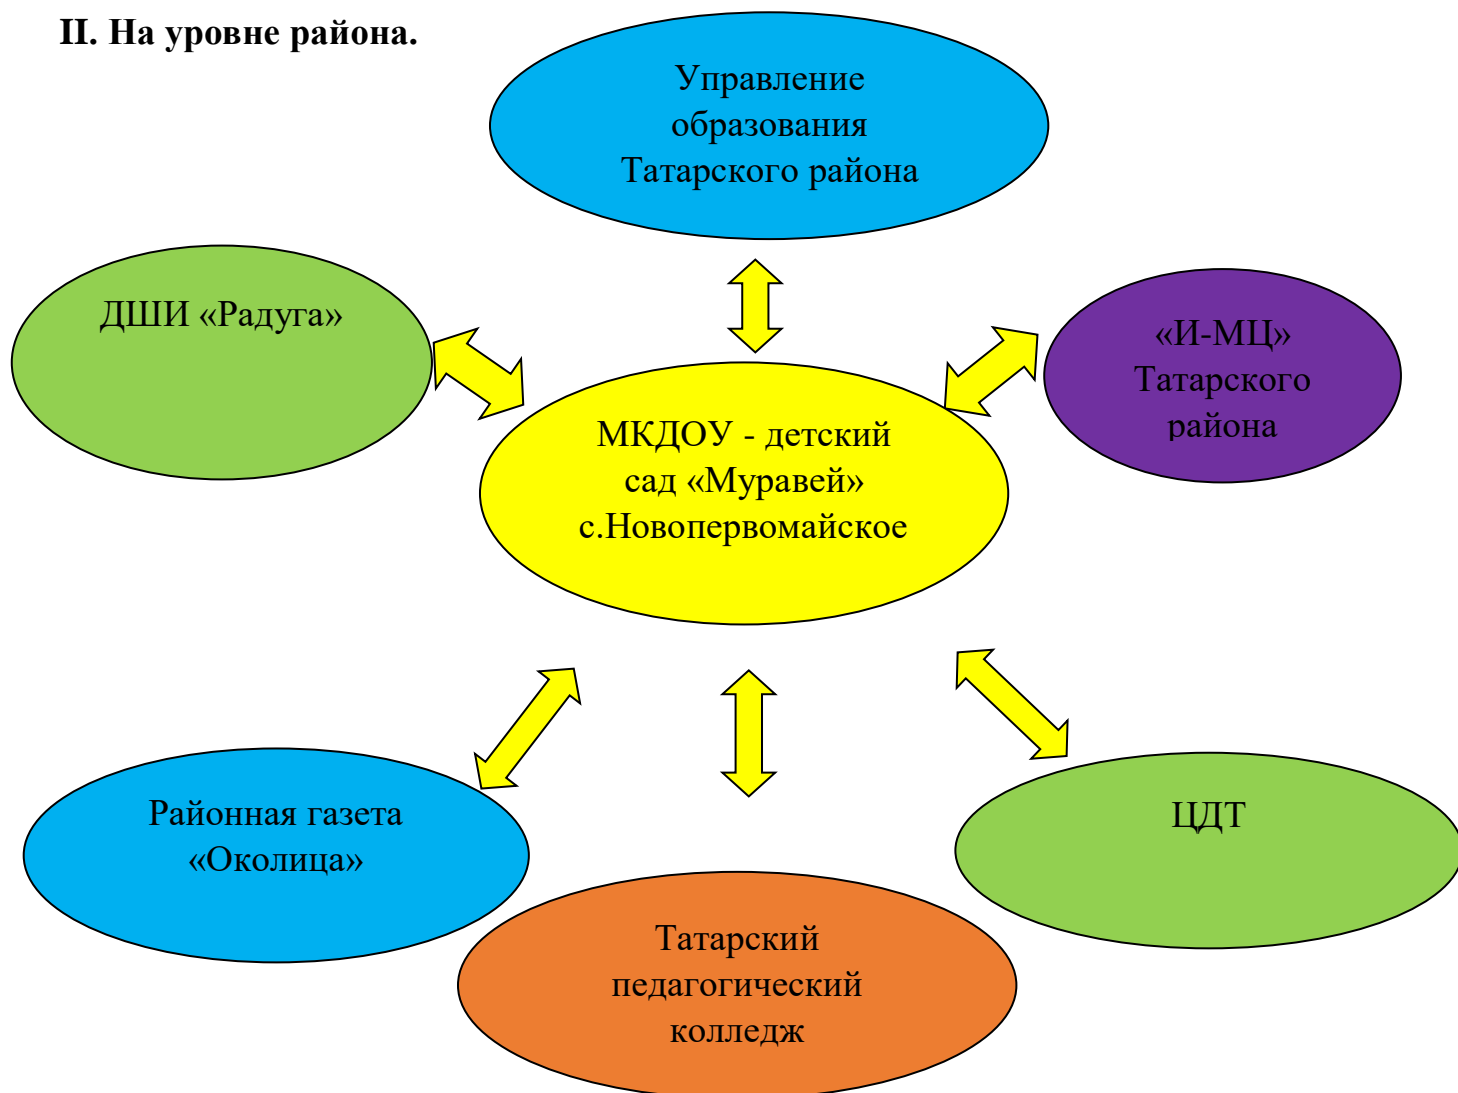 II. На уровне района.
Управление
образования
Татарского района
ДШИ «Радуга»
«И-МЦ»
Татарского
района
МКДОУ - детский
сад «Муравей»
с.Новопервомайское
Районная газета
«Околица»
ЦДТ
Татарский
педагогический
колледж